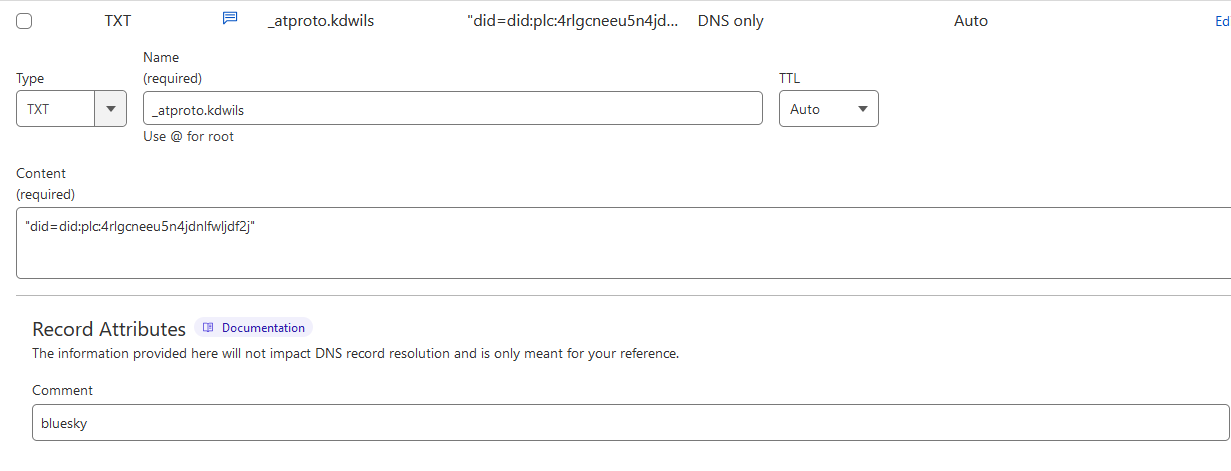 TXT _atproto.kdwils "did=did:plc:4rlgcneeu5n4jd... DNS only Auto Ed
Name
Type (required) TTL
TXT _atproto.kdwils Auto
Use @ for root
Content
(required)
"did=did:plc:4rlgcneeu5n4jdnlfwljdf2j"
Record Attributes Documentation
The information provided here will not impact DNS record resolution and is only meant for your reference.
Comment
bluesky